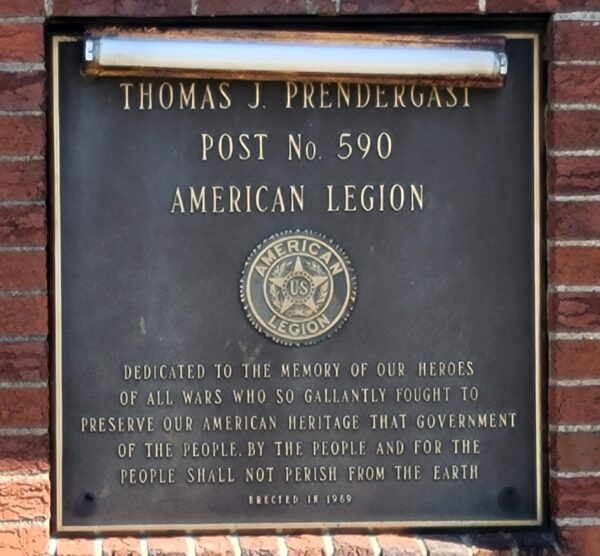 THOMAS J. PRENDERGAST
POST No. 590
AMERICAN LEGION
AMERICAN
US
LEGION
DEDICATED TO THE MEMORY OF OUR HEROES
OF ALL WARS WHO SO GALLANTLY FOUGHT TO
PRESERVE OUR AMERICAN HERITAGE THAT GOVERNMENT
OF THE PEOPLE, BY THE PEOPLE AND FOR THE
PEOPLE SHALL NOT PERISH FROM THE EARTH
ERECTED IN 1969